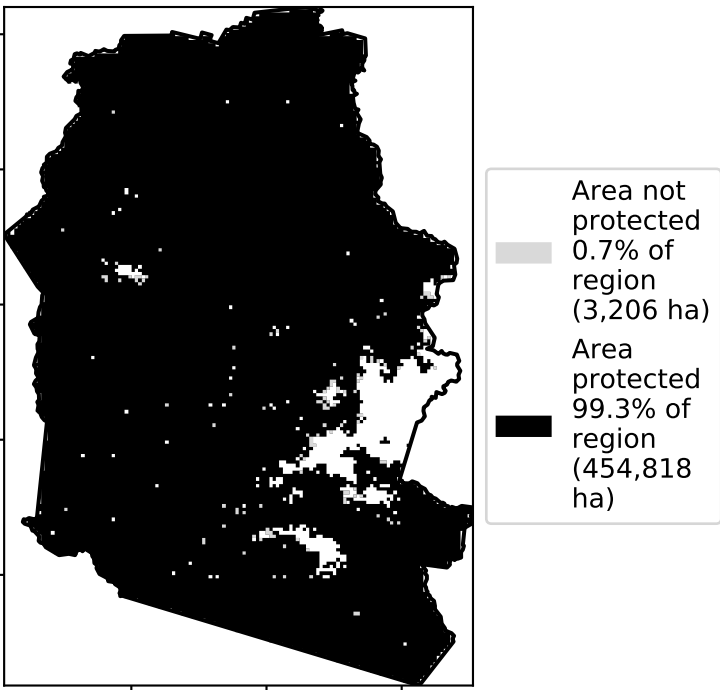 Area not
protected
0.7% of
region
(3,206 ha)
Area
protected
99.3% of
region
(454,818
ha)